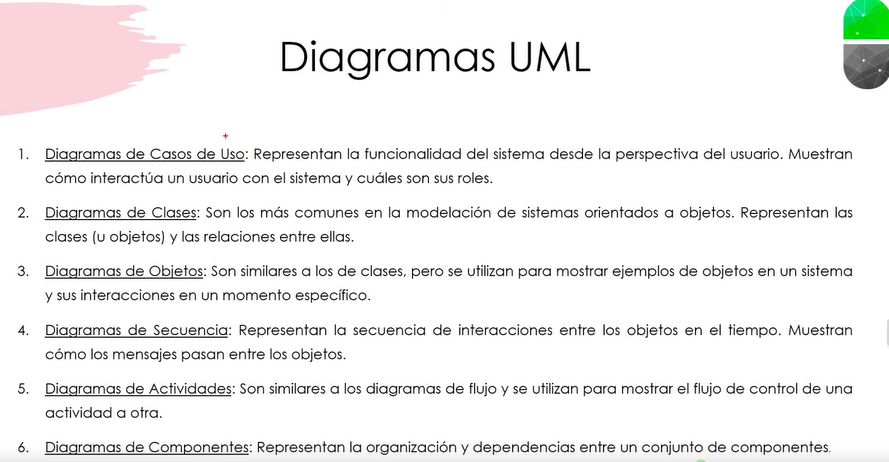 Diagramas UML
1. Diagramas de Casos de Uso: Representan la funcionalidad del sistema desde la perspectiva del usuario. Muestran
cómo interactúa un usuario con el sistema y cuáles son sus roles.
2. Diagramas de Clases: Son los más comunes en la modelación de sistemas orientados a objetos. Representan las
clases (u objetos) y las relaciones entre ellas.
3. Diagramas de Objetos: Son similares a los de clases, pero se utilizan para mostrar ejemplos de objetos en un sistema
y sus interacciones en un momento específico.
4. Diagramas de Secuencia: Representan la secuencia de interacciones entre los objetos en el tiempo. Muestran
cómo los mensajes pasan entre los objetos.
5. Diagramas de Actividades: Son similares a los diagramas de flujo y se utilizan para mostrar el flujo de control de una
actividad a otra.
6. Diagramas de Componentes: Representan la organización y dependencias entre un conjunto de componentes.